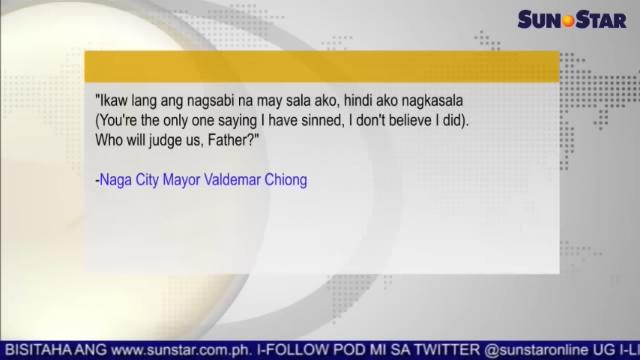 SUN STAR
"Ikaw lang ang nagsabi na may sala ako, hindi ako nagkasala
(You're the only one saying I have sinned, I don't believe I did).
Who will judge us, Father?"
-Naga City Mayor Valdemar Chiong
BISITAHA ANG www.sunstar.com.ph. I-FOLLOW POD MI SA TWITTER @sunstaronline UG I-LI